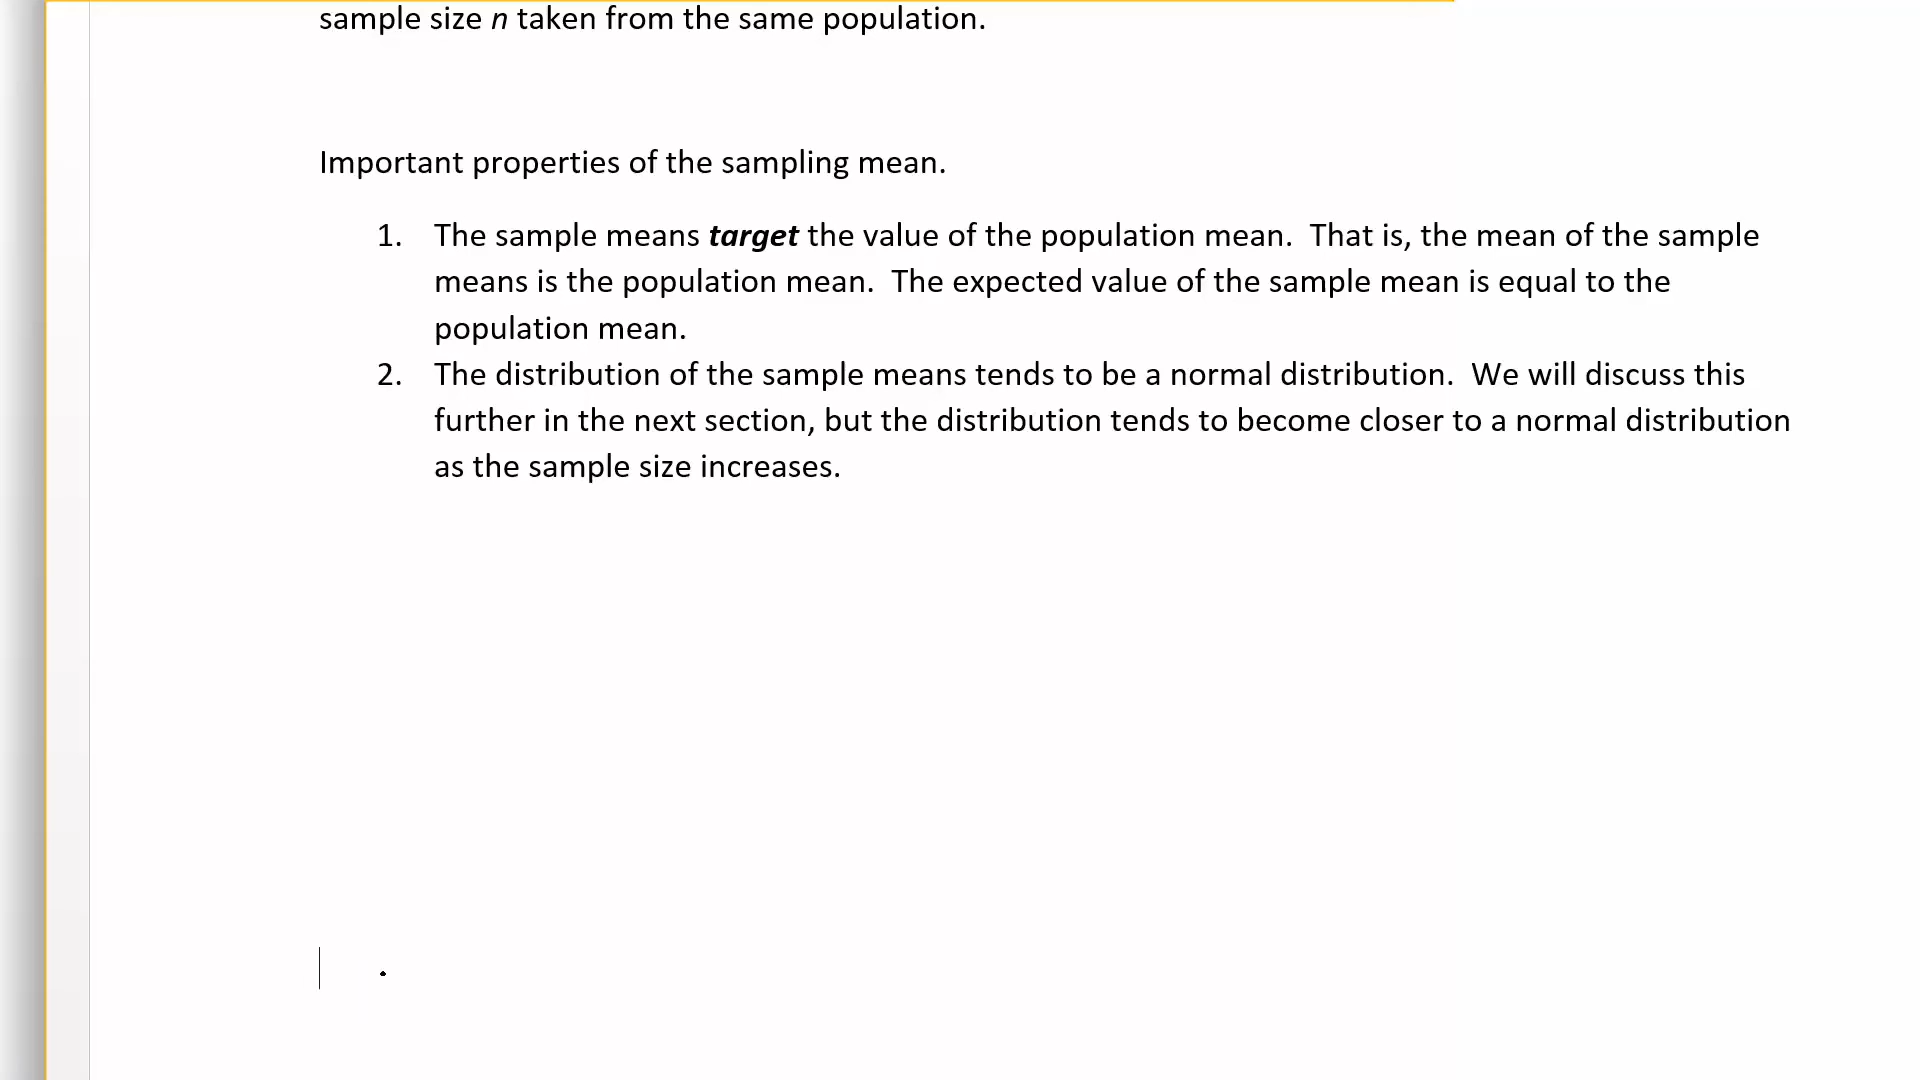 sample size n taken from the same population.
Important properties of the sampling mean.
1. The sample means target the value of the population mean.  That is, the mean of the sample
means is the population mean.  The expected value of the sample mean is equal to the
population mean.
2. The distribution of the sample means tends to be a normal distribution.  We will discuss this
further in the next section, but the distribution tends to become closer to a normal distribution
as the sample size increases.